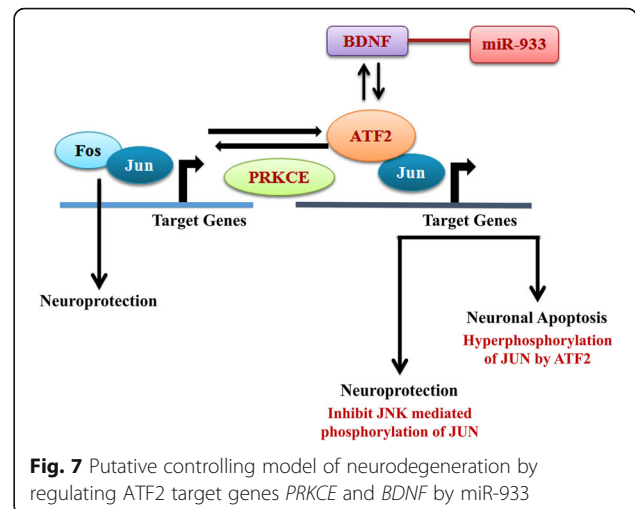 BDNF
miR-933
Fos
Jun
ATF2
Jun
PRKCE
Target Genes
Target Genes
Neuroprotection
Neuronal Apoptosis
Hyperphosphorylation
of JUN by ATF2
Neuroprotection
Inhibit JNK mediated
phosphorylation of JUN
Fig. 7 Putative controlling model of neurodegeneration by
regulating ATF2 target genes PRKCE and BDNF by miR-933